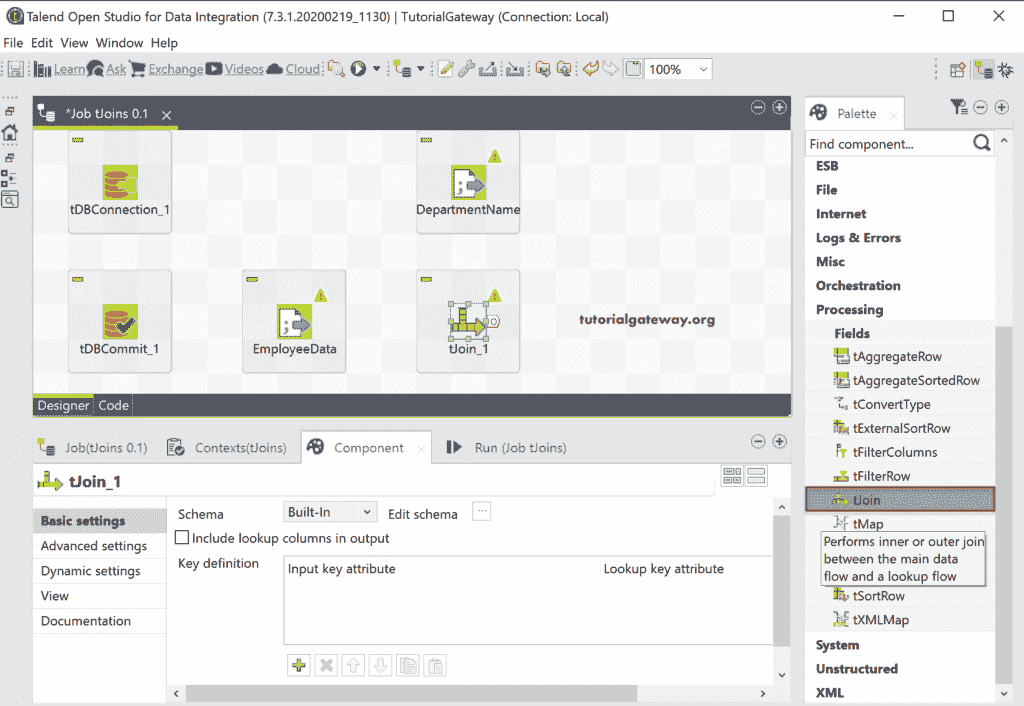 Talend Open Studio for Data Integration (7.3.1.20200219_1130) | TutorialGateway (Connection: Local)
File Edit View Window Help
Learn Ask Exchange Videos Cloud 100%
*Job tJoins 0.1
Palette
Find component...
ESB
File
Internet
Logs & Errors
Misc
Orchestration
Processing
Fields
tAggregateRow
tAggregateSortedRow
tConvertType
tExternalSortRow
tFilterColumns
tFilterRow
tJoin
tMap
Performs inner or outer join
between the main data
flow and a lookup flow
tSortRow
tXMLMap
System
Unstructured
XML
tDBConnection_1
DepartmentName
tDBCommit_1
EmployeeData
tJoin_1
tutorialgateway.org
Designer Code
Job(tJoins 0.1) Contexts(tJoins) Component Run (Job tJoins)
tJoin_1
Basic settings
Advanced settings
Dynamic settings
View
Documentation
Schema Built-In Edit schema ...
Include lookup columns in output
Key definition
Input key attribute Lookup key attribute